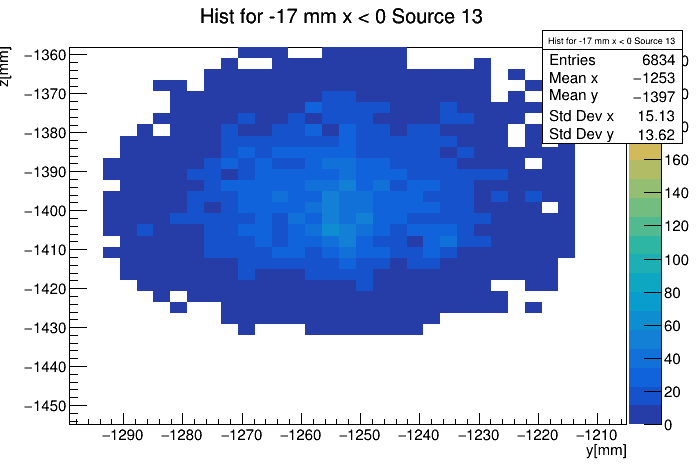 Hist for -17 mm x < 0 Source 13
z[mm]
Hist for -17 mm x < 0 Source 13
Entries 6834
Mean x −1253
Mean y −1397
Std Dev x 15.13
Std Dev y 13.62
−1360
−1370
−1380
−1390
−1400
−1410
−1420
−1430
−1440
−1450
160
140
120
100
80
60
40
20
0
−1290 −1280 −1270 −1260 −1250 −1240 −1230 −1220 −1210
y[mm]